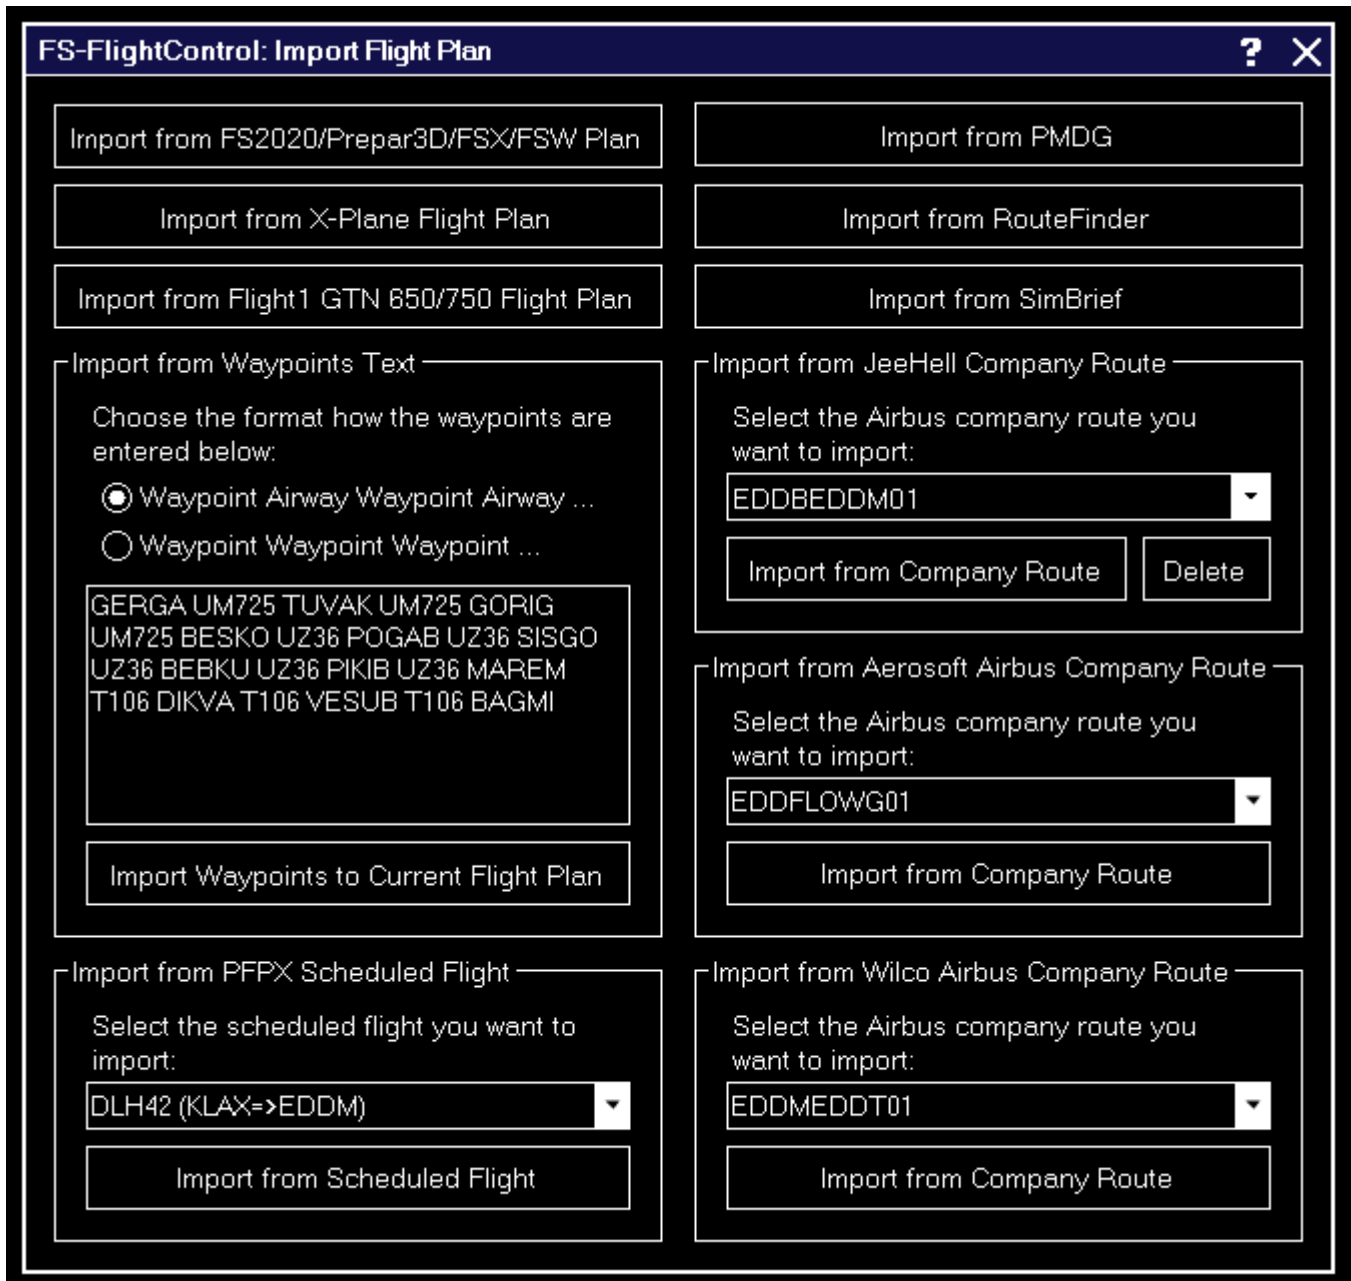 FS-FlightControl: Import Flight Plan
?
Import from FS2020/Prepar3D/FSX/FSW Plan
Import from X-Plane Flight Plan
Import from Flight1 GTN 650/750 Flight Plan
Import from Waypoints Text
Choose the format how the waypoints are
entered below:
Waypoint Airway Waypoint Airway ...
Waypoint Waypoint Waypoint ...
GERGA UM725 TUVAK UM725 GORIG
UM725 BESKO UZ36 POGAB UZ36 SISGO
UZ36 BEBKU UZ36 PIKIB UZ36 MAREM
T106 DIKVA T106 VESUB T106 BAGMI
Import Waypoints to Current Flight Plan
Import from PFPX Scheduled Flight
Select the scheduled flight you want to
import:
DLH42 (KLAX=>EDDM)
Import from Scheduled Flight
Import from PMDG
Import from RouteFinder
Import from SimBrief
Import from JeeHell Company Route
Select the Airbus company route you
want to import:
EDDBEDDM01
Import from Company Route
Delete
Import from Aerosoft Airbus Company Route
Select the Airbus company route you
want to import:
EDDFLOWG01
Import from Company Route
Import from Wilco Airbus Company Route
Select the Airbus company route you
want to import:
EDDMEDDT01
Import from Company Route